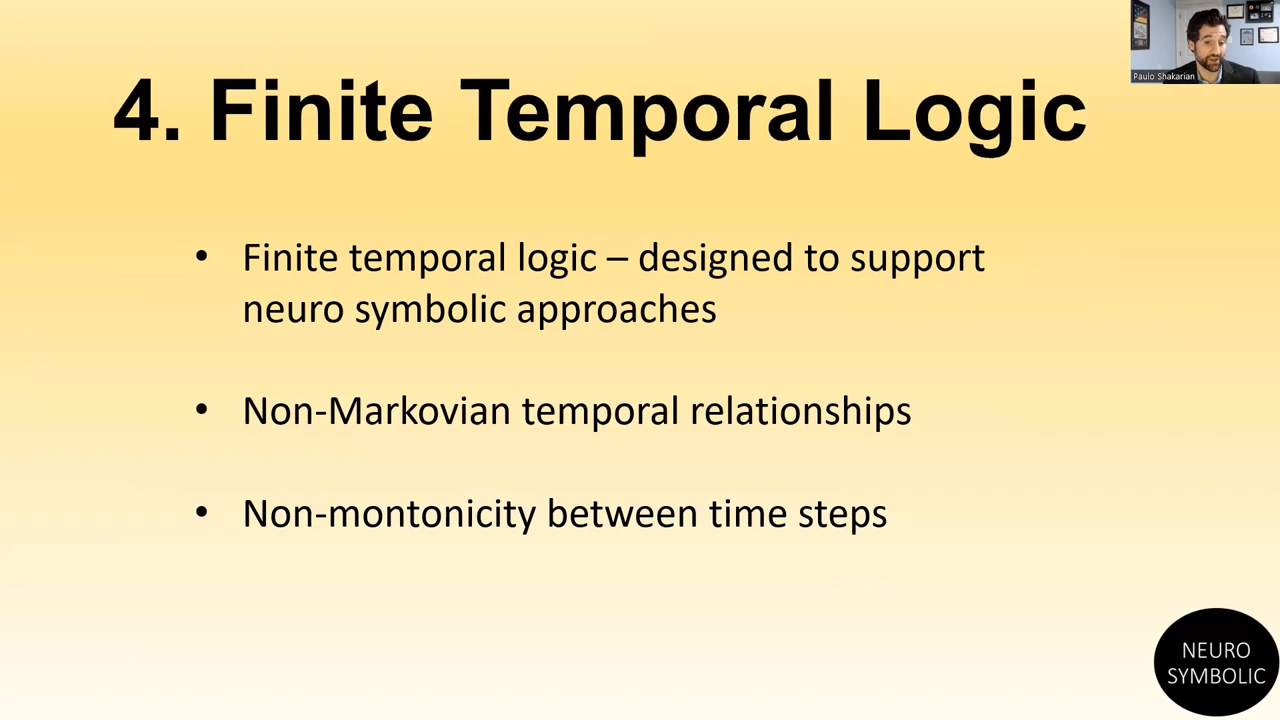 4. Finite Temporal Logic
Paulo Shakarian
• Finite temporal logic – designed to support
neuro symbolic approaches
• Non-Markovian temporal relationships
• Non-montonicity between time steps
NEURO
SYMBOLIC